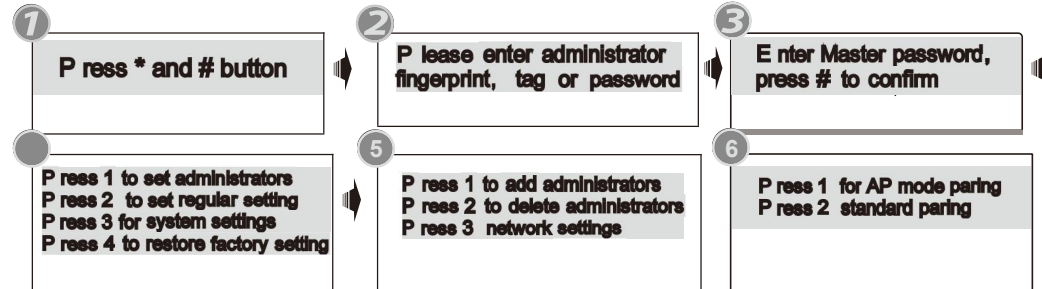 1
P ress * and # button
2
P lease enter administrator
fingerprint, tag or password
3
E nter Master password,
press # to confirm
P ress 1 to set administrators
P ress 2 to set regular setting
P ress 3 for system settings
P ress 4 to restore factory setting
5
P ress 1 to add administrators
P ress 2 to delete administrators
P ress 3 network settings
6
P ress 1 for AP mode paring
P ress 2 standard paring